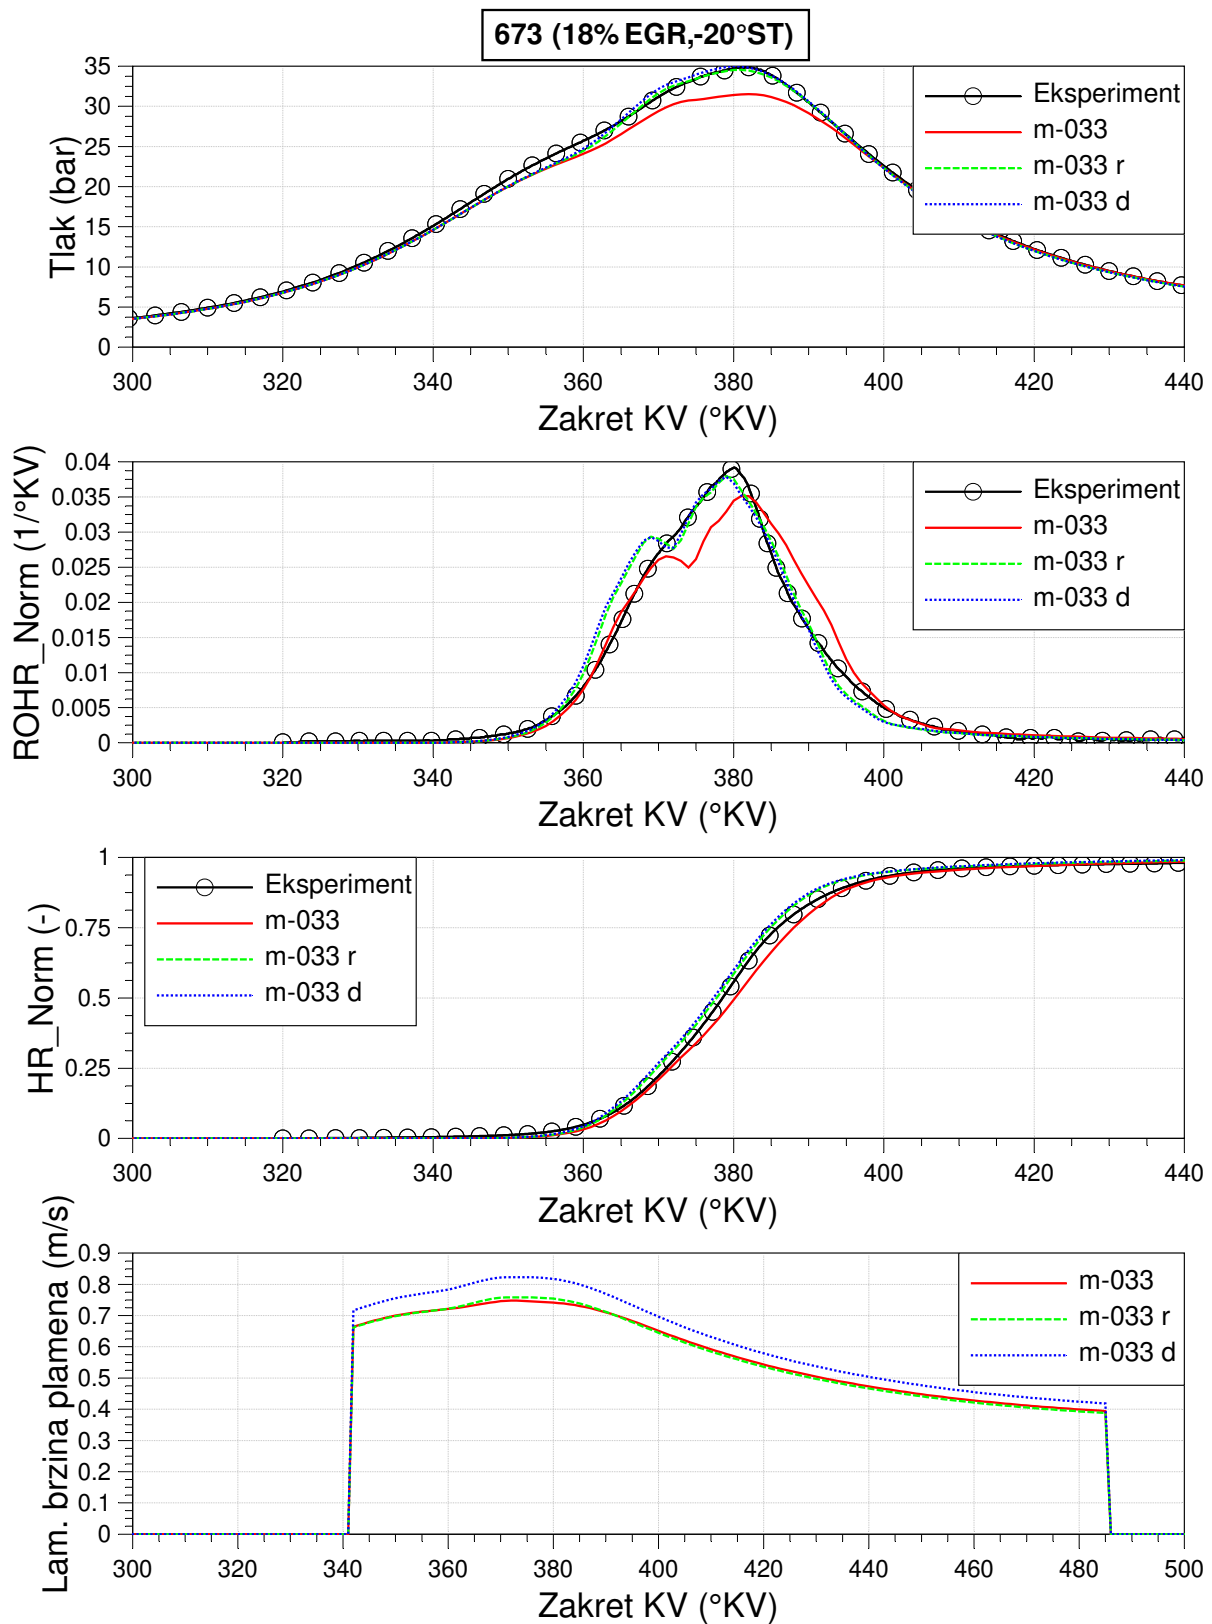 673 (18% EGR,-20°ST)
Tlak (bar)
35
30
25
20
15
10
5
0
Eksperiment
m-033
m-033 r
m-033 d
300
320
340
360
380
400
420
440
Zakret KV (°KV)
ROHR_Norm (1/°KV)
0.04
0.035
0.03
0.025
0.02
0.015
0.01
0.005
0
Eksperiment
m-033
m-033 r
m-033 d
300
320
340
360
380
400
420
440
Zakret KV (°KV)
HR_Norm (-)
1
0.75
0.5
0.25
0
Eksperiment
m-033
m-033 r
m-033 d
300
320
340
360
380
400
420
440
Zakret KV (°KV)
Lam. brzina plamena (m/s)
0.9
0.8
0.7
0.6
0.5
0.4
0.3
0.2
0.1
0
m-033
m-033 r
m-033 d
300
320
340
360
380
400
420
440
460
480
500
Zakret KV (°KV)